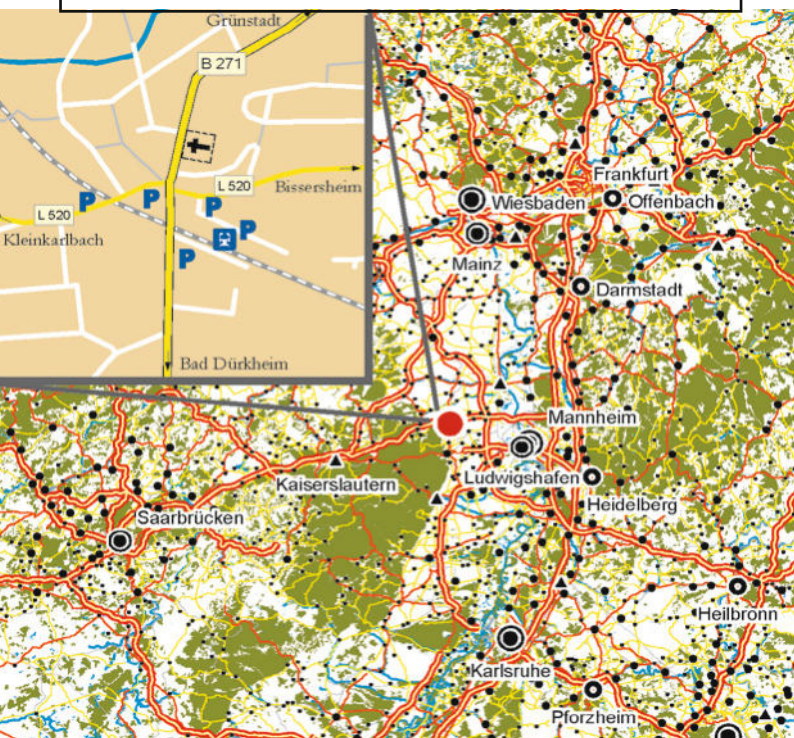 Grünstadt
B 271
L 520
Bissersheim
L 520
Kleinkarlbach
P
P
P
P
P
Bad Dürkheim
Frankfurt
Wiesbaden
Offenbach
Mainz
Darmstadt
Mannheim
Ludwigshafen
Kaiserslautern
Heidelberg
Saarbrücken
Heilbronn
Karlsruhe
Pforzheim